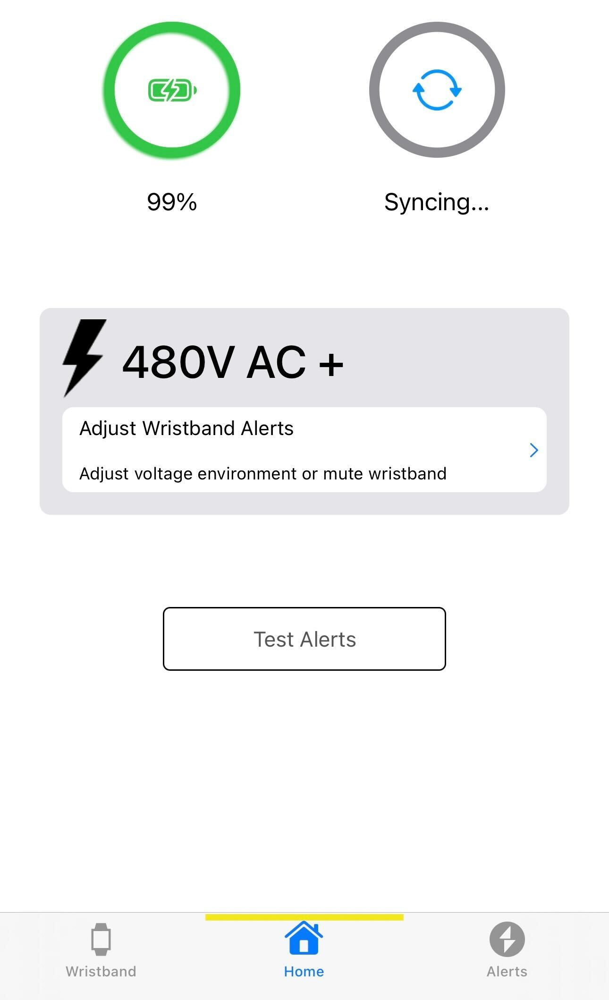 99%
Syncing...
480V AC +
Adjust Wristband Alerts
Adjust voltage environment or mute wristband
Test Alerts
Wristband
Home
Alerts